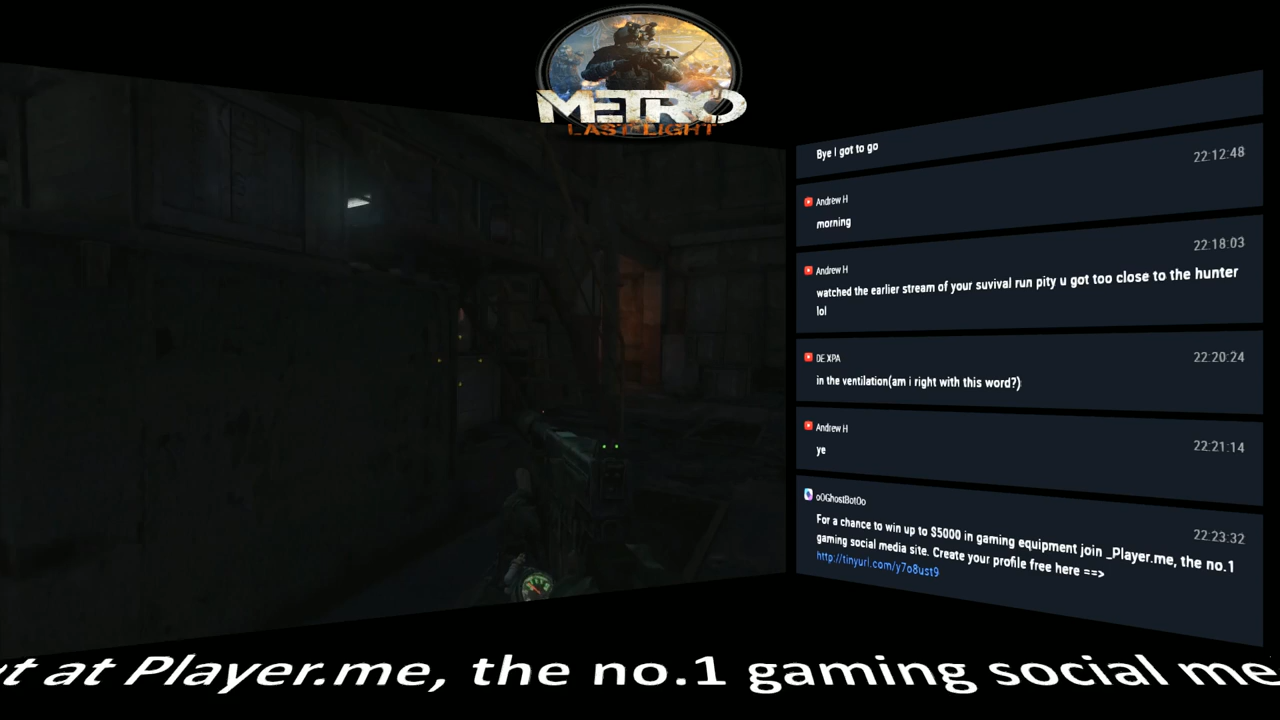 METRO
LAST LIGHT
Bye I got to go
22:12:48
Andrew H
morning
22:18:03
Andrew H
watched the earlier stream of your suvival run pity u got too close to the hunter
lol
DE XPA
22:20:24
in the ventilation(am i right with this word?)
Andrew H
22:21:14
ye
oOGhostBotOo
22:23:32
For a chance to win up to $5000 in gaming equipment join _Player.me, the no.1
gaming social media site. Create your profile free here ==>
http://tinyurl.com/y7o8ust9
at Player.me, the no.1 gaming social me